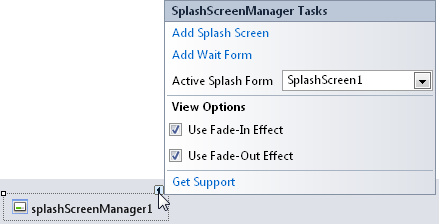 SplashScreenManager Tasks
Add Splash Screen
Add Wait Form
Active Splash Form SplashScreen1
View Options
Use Fade-In Effect
Use Fade-Out Effect
Get Support
splashScreenManager1